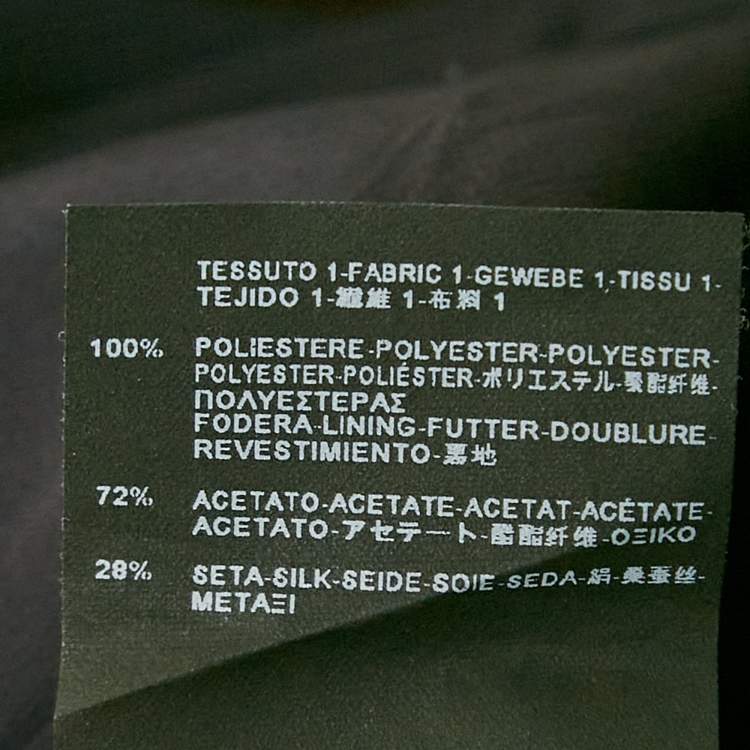 TESSUTO 1-FABRIC 1-GEWEBE 1,-TISSU 1-
TEJIDO 1-繊維 1-布料 1
100% POLIESTERE-POLYESTER-POLYESTER-
POLYESTER-POLIÉSTER-ポリエステル-聚酯纤维-
ΠΟΛΥΕΣΤΕΡΑΣ
FODERA-LINING-FUTTER-DOUBLURE-
REVESTIMIENTO-裏地
72% ACETATO-ACETATE-ACETAT-ACÉTATE-
ACETATO-アセテート-醋酯纤维-ΟΞΙΚΟ
28% SETA-SILK-SEIDE-SOIE-SEDA-絹-桑蚕丝-
ΜΕΤΑΞΙ